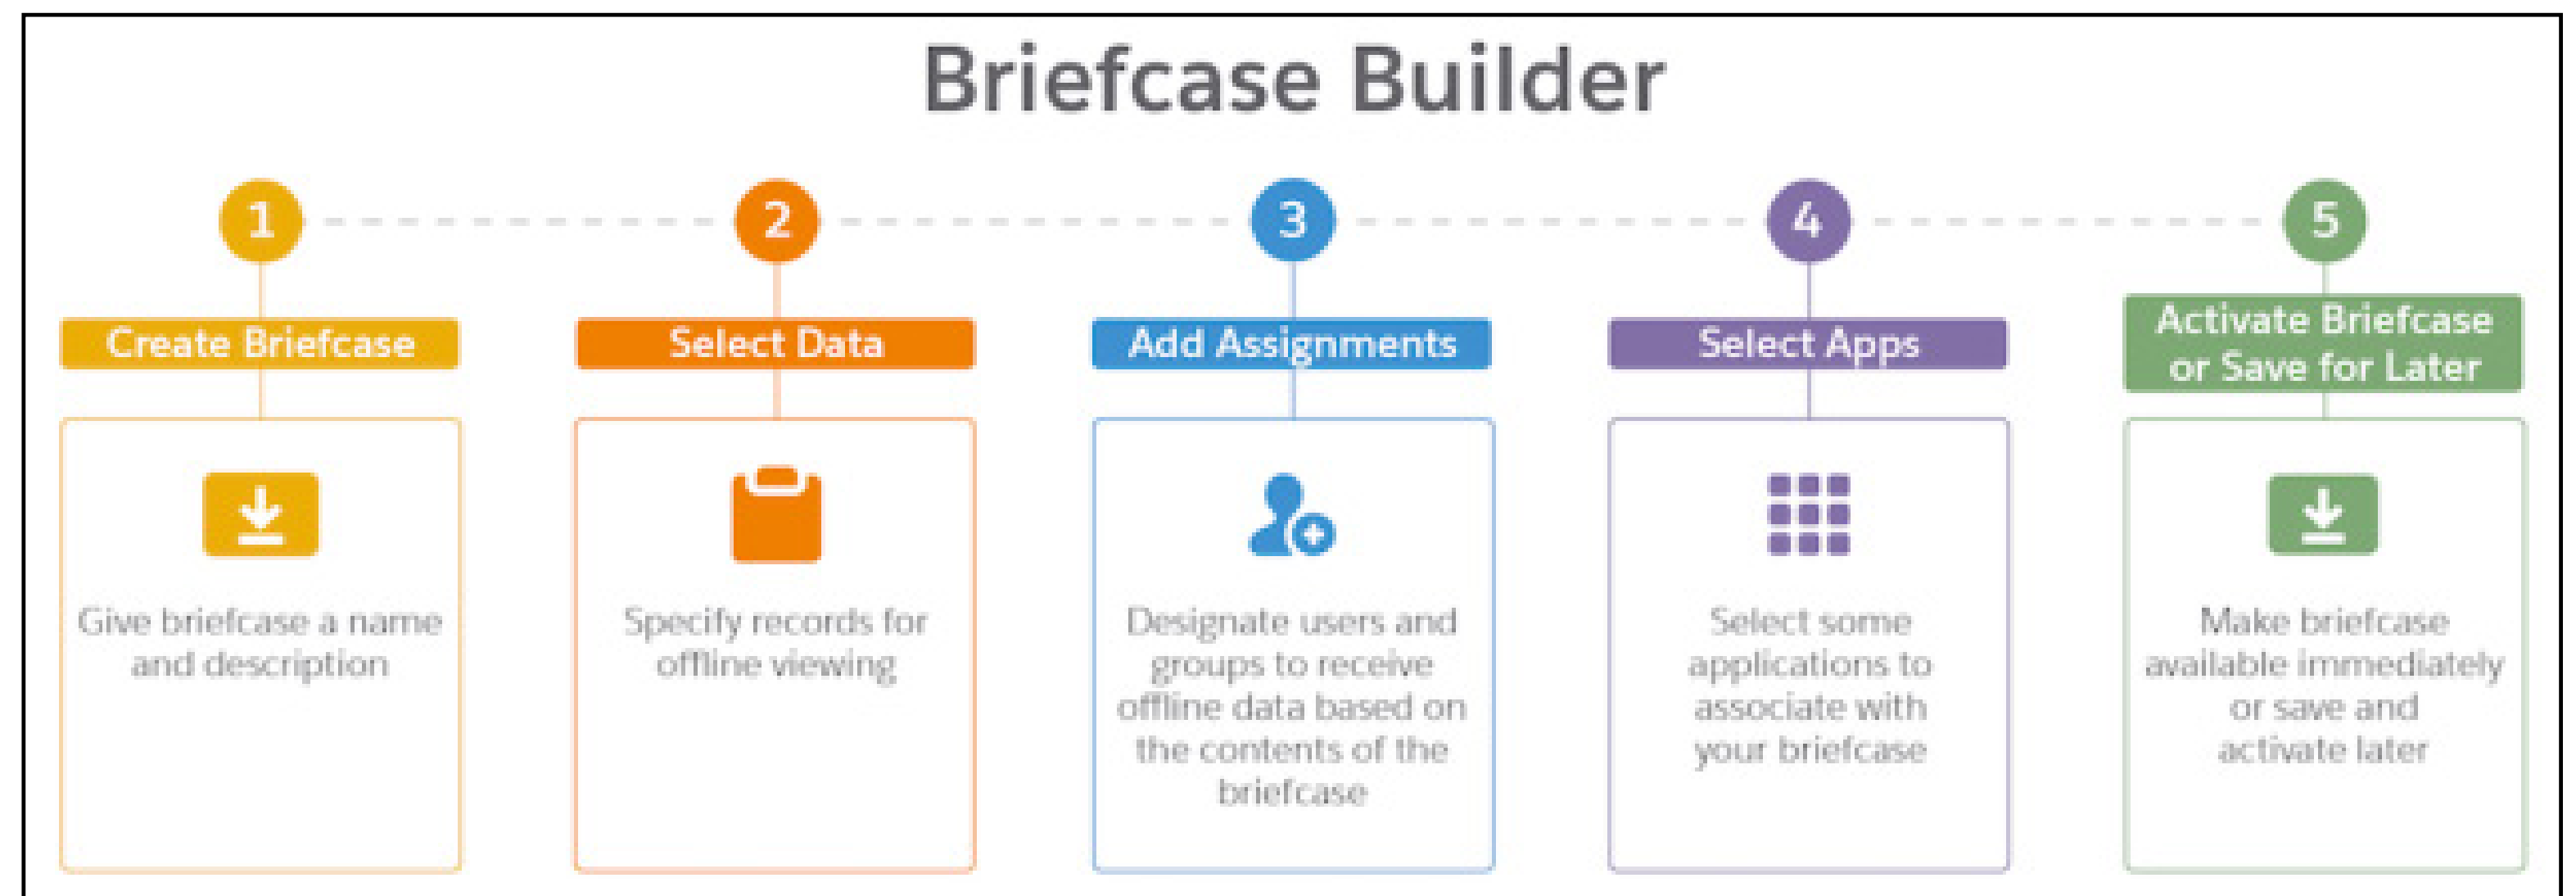 Briefcase Builder
1
2
3
4
5
Create Briefcase
Select Data
Add Assignments
Select Apps
Activate Briefcase
or Save for Later
Give briefcase a name
and description
Specify records for
offline viewing
Designate users and
groups to receive
offline data based on
the contents of the
briefcase
Select some
applications to
associate with
your briefcase
Make briefcase
available immediately
or save and
activate later